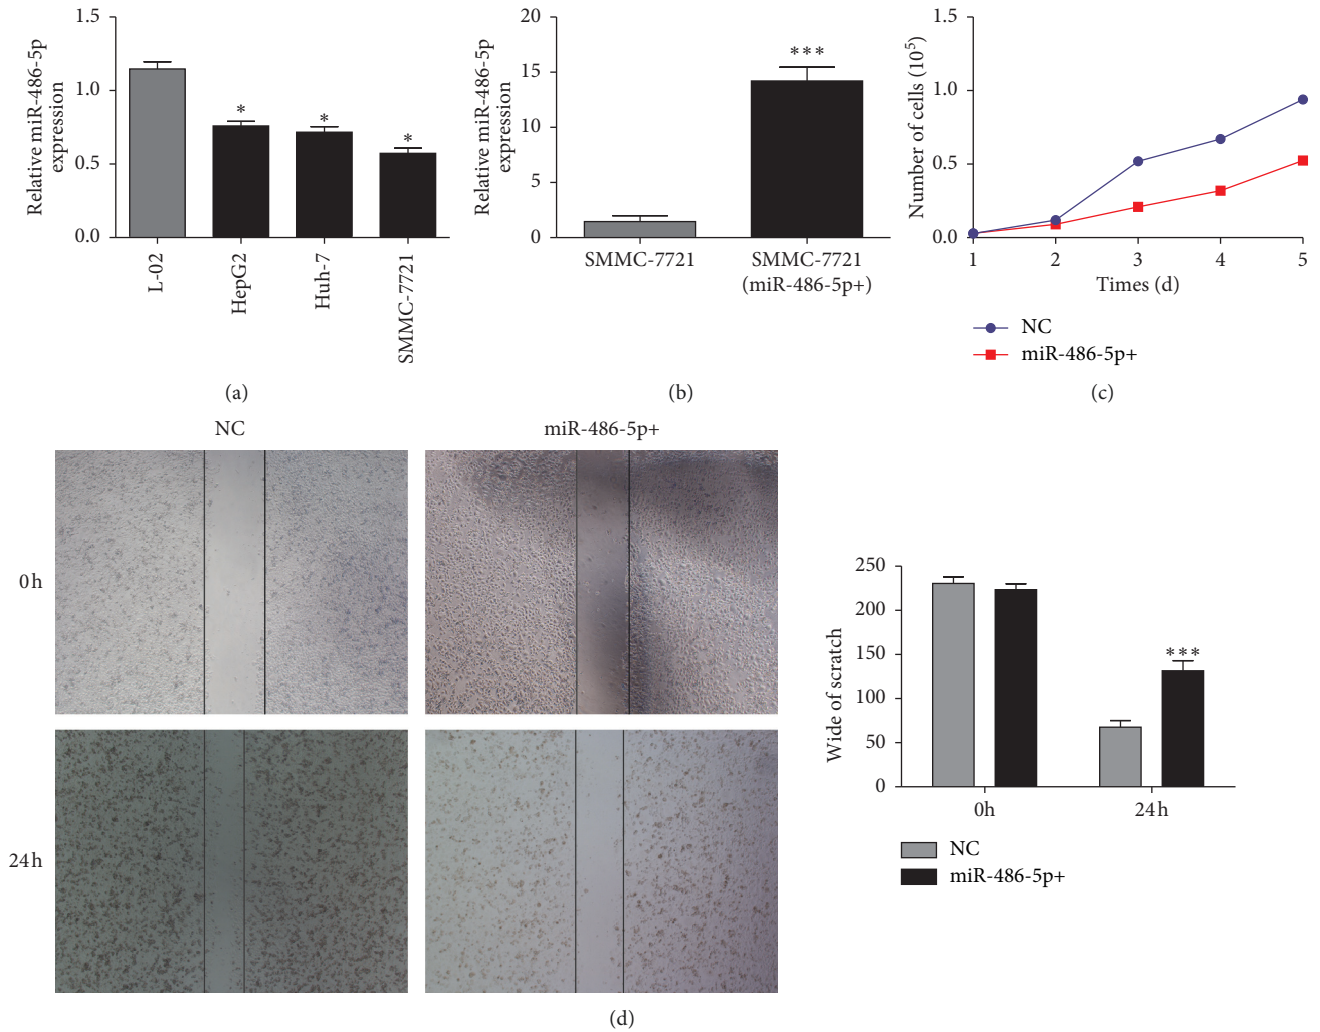 1.5
1.0
0.5
0.0
Relative miR-486-5p
expression
*
*
*
L-02
HepG2
Huh-7
SMMC-7721
(a)
20
15
10
5
0
Relative miR-486-5p
expression
***
SMMC-7721
SMMC-7721
(miR-486-5p+)
(b)
1.5
1.0
0.5
0.0
Number of cells (10⁵)
1 2 3 4 5
Times (d)
NC
miR-486-5p+
(c)
NC
miR-486-5p+
0h
24h
250
200
150
100
50
0
Wide of scratch
***
0h 24h
NC
miR-486-5p+
(d)